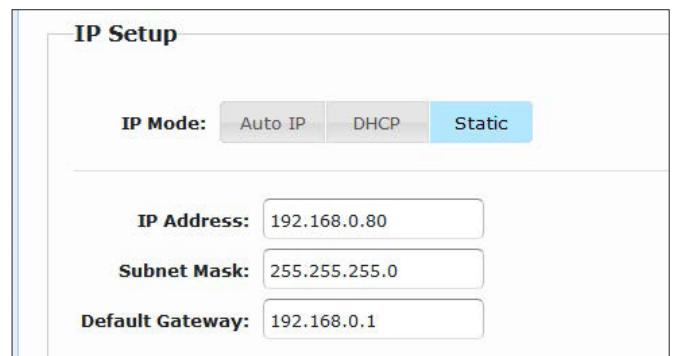 IP Setup
IP Mode: Auto IP DHCP Static
IP Address: 192.168.0.80
Subnet Mask: 255.255.255.0
Default Gateway: 192.168.0.1